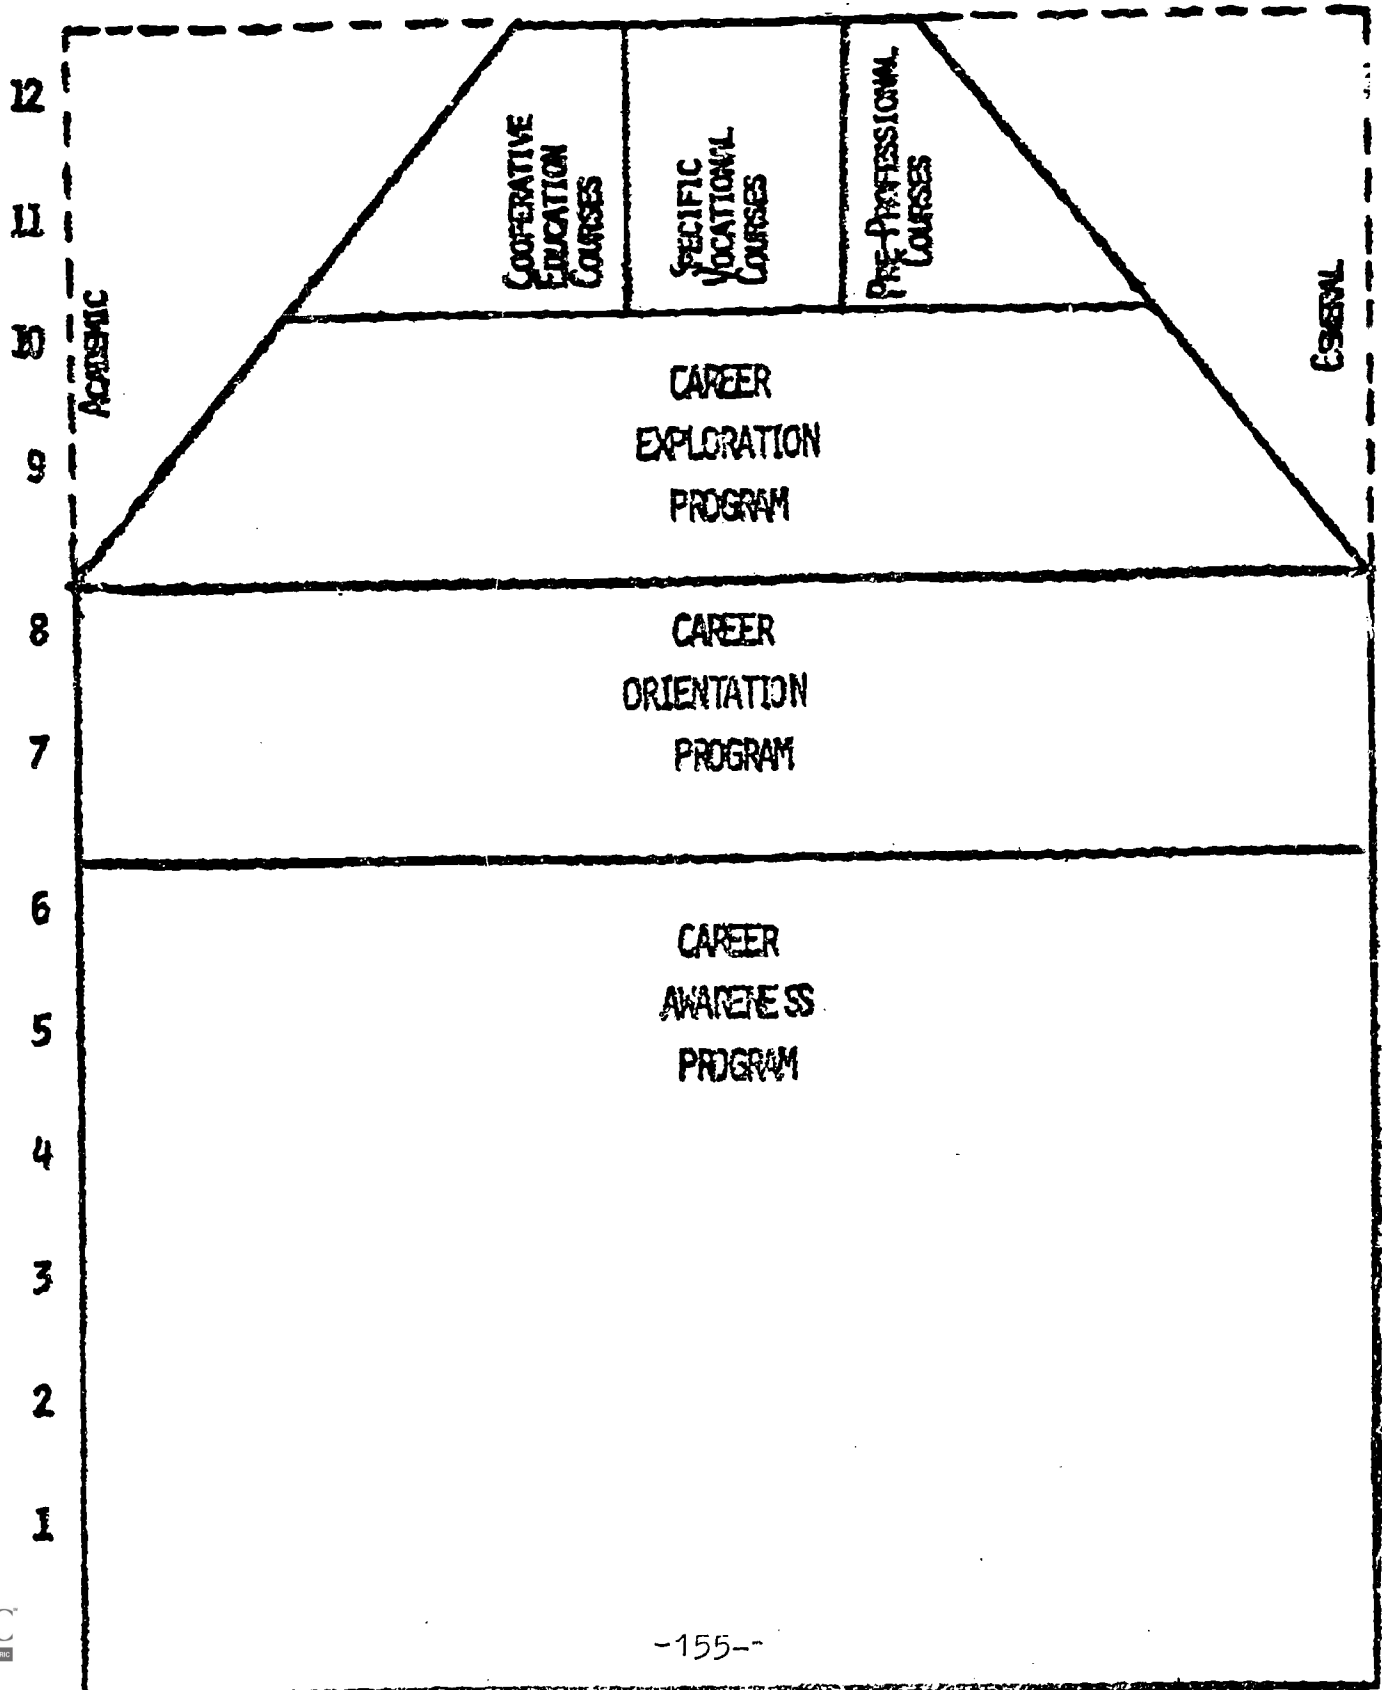 12
11
10
9
8
7
6
5
4
3
2
1
ACADEMIC
COOPERATIVE
EDUCATION
COURSES
SPECIFIC
VOCATIONAL
COURSES
PRE-PROFESSIONAL
COURSES
CAREER
EXPLORATION
PROGRAM
CAREER
ORIENTATION
PROGRAM
CAREER
AWARENESS
PROGRAM
-155--